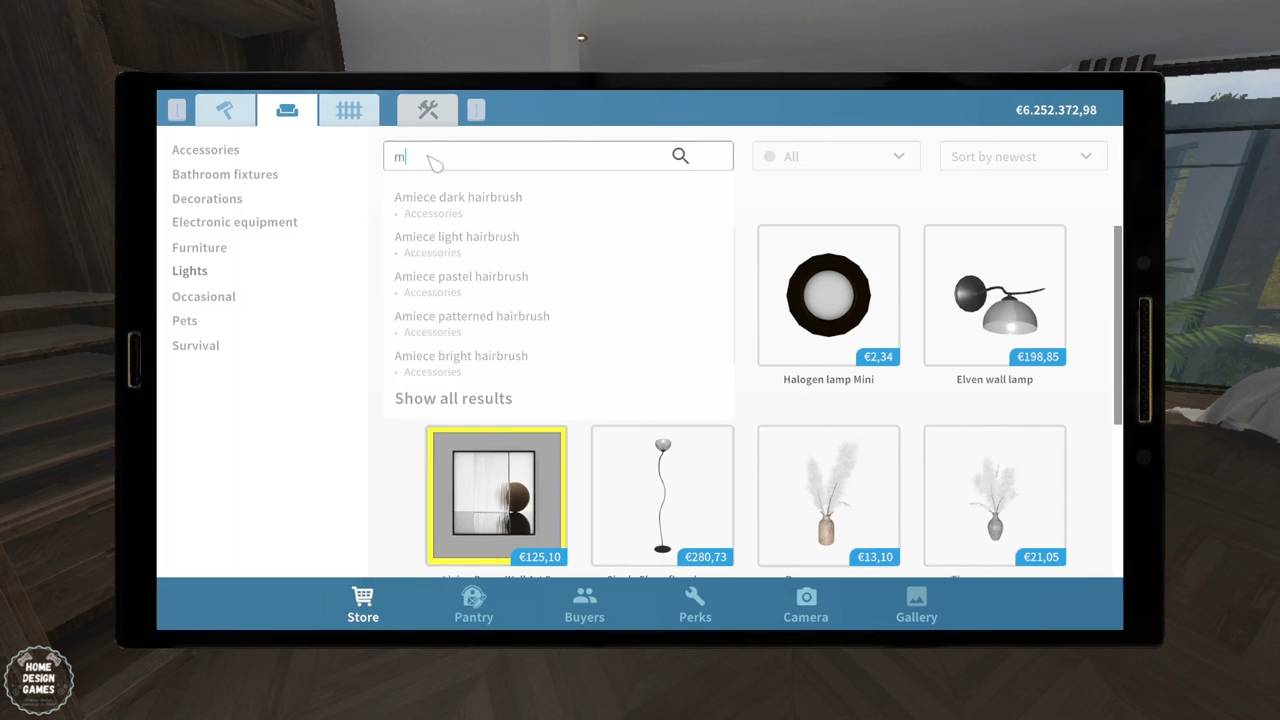 €6.252.372,98
Accessories
Bathroom fixtures
Decorations
Electronic equipment
Furniture
Lights
Occasional
Pets
Survival
m
All
Sort by newest
Amiece dark hairbrush
• Accessories
Amiece light hairbrush
• Accessories
Amiece pastel hairbrush
• Accessories
Amiece patterned hairbrush
• Accessories
Amiece bright hairbrush
• Accessories
Show all results
€2,34
€198,85
Halogen lamp Mini
Elven wall lamp
€125,10
€280,73
€13,10
€21,05
Store
Pantry
Buyers
Perks
Camera
Gallery
HOME
DESIGN
GAMES